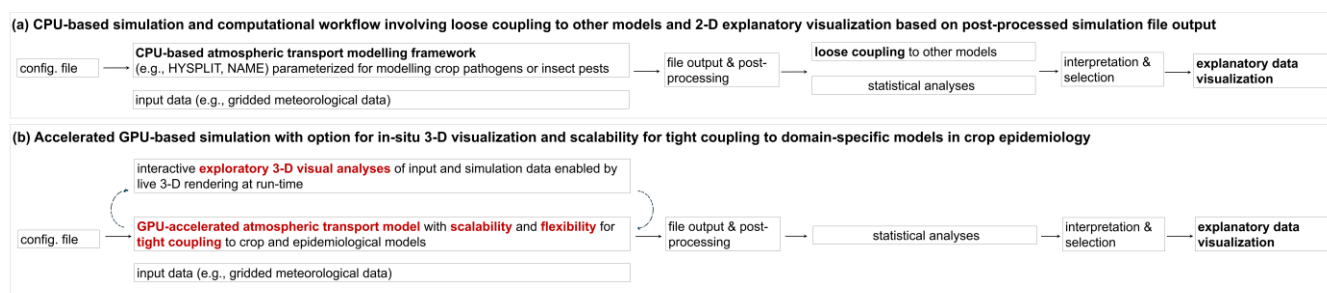 (a) CPU-based simulation and computational workflow involving loose coupling to other models and 2-D explanatory visualization based on post-processed simulation file output
config. file
CPU-based atmospheric transport modelling framework
(e.g., HYSPLIT, NAME) parameterized for modelling crop pathogens or insect pests
input data (e.g., gridded meteorological data)
file output & post-
processing
loose coupling to other models
statistical analyses
interpretation &
selection
explanatory data
visualization
(b) Accelerated GPU-based simulation with option for in-situ 3-D visualization and scalability for tight coupling to domain-specific models in crop epidemiology
interactive exploratory 3-D visual analyses of input and simulation data enabled by
live 3-D rendering at run-time
config. file
GPU-accelerated atmospheric transport model with scalability and flexibility for
tight coupling to crop and epidemiological models
input data (e.g., gridded meteorological data)
file output & post-
processing
statistical analyses
interpretation
& selection
explanatory data
visualization